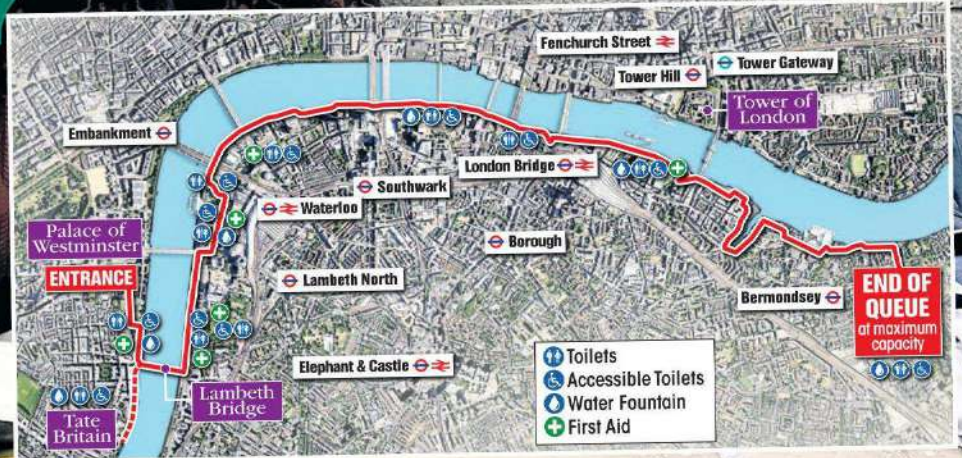 Fenchurch Street
Tower Hill
Tower Gateway
Tower of
London
Embankment
London Bridge
Southwark
Waterloo
Palace of
Westminster
ENTRANCE
Borough
Lambeth North
Bermondsey
END OF
QUEUE
at maximum
capacity
Elephant & Castle
Lambeth
Bridge
Tate
Britain
Toilets
Accessible Toilets
Water Fountain
First Aid